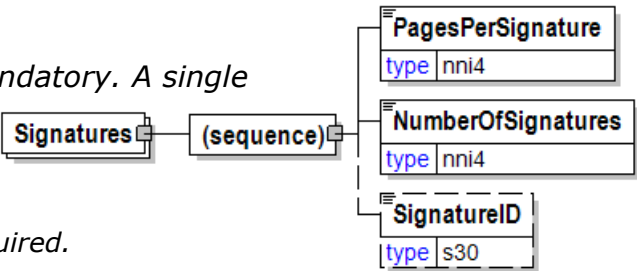 PagesPerSignature
type nni4
ndatory. A single
Signatures (sequence) NumberOfSignatures
type nni4
SignatureID
uired.
type s30